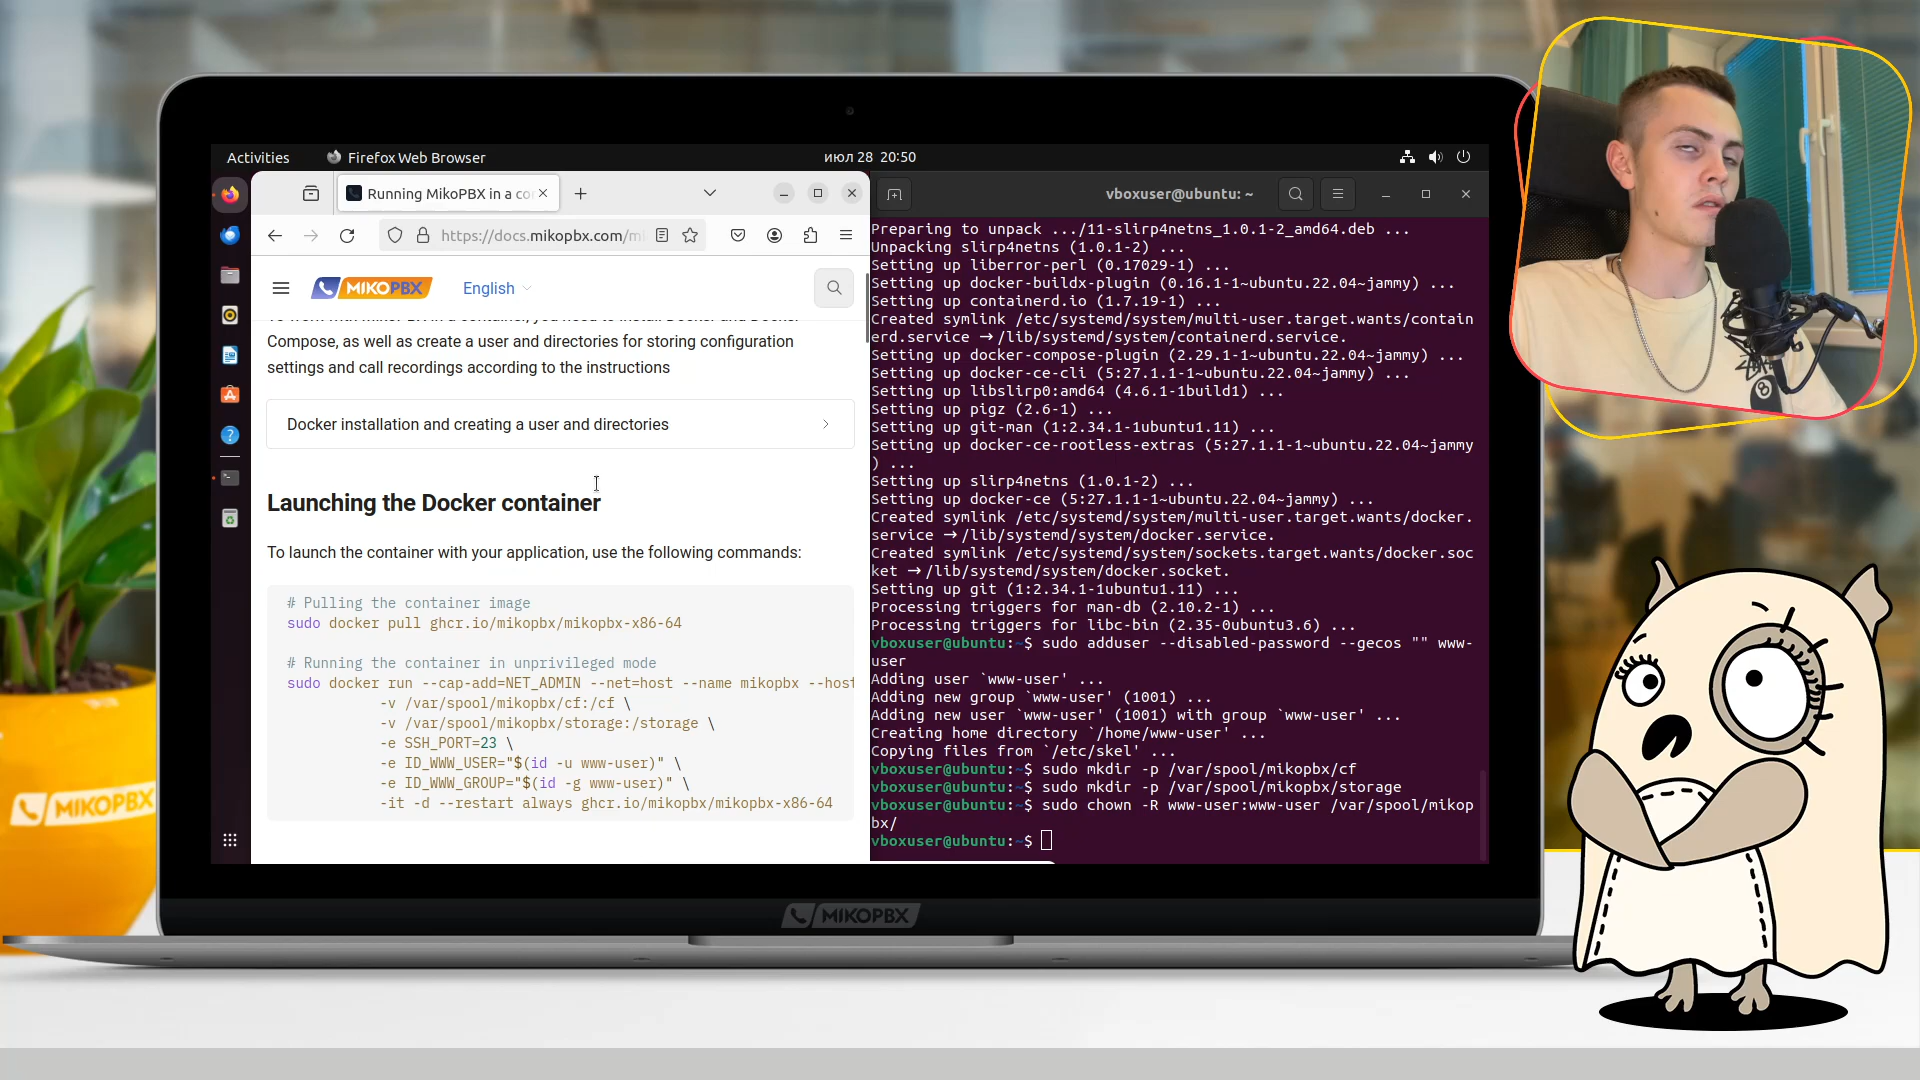 Activities
Firefox Web Browser
июл 28 20:50
Running MikoPBX in a co
https://docs.mikopbx.com/mi
MIKOPBX
English
Compose, as well as create a user and directories for storing configuration
settings and call recordings according to the instructions
Docker installation and creating a user and directories
Launching the Docker container
To launch the container with your application, use the following commands:
# Pulling the container image
sudo docker pull ghcr.io/mikopbx/mikopbx-x86-64
# Running the container in unprivileged mode
sudo docker run --cap-add=NET_ADMIN --net=host --name mikopbx --host
-v /var/spool/mikopbx/cf:/cf \
-v /var/spool/mikopbx/storage:/storage \
-e SSH_PORT=23 \
-e ID_WWW_USER="$(id -u www-user)" \
-e ID_WWW_GROUP="$(id -g www-user)" \
-it -d --restart always ghcr.io/mikopbx/mikopbx-x86-64
vboxuser@ubuntu: ~
Preparing to unpack .../11-slirp4netns_1.0.1-2_amd64.deb ...
Unpacking slirp4netns (1.0.1-2) ...
Setting up liberror-perl (0.17029-1) ...
Setting up docker-buildx-plugin (0.16.1-1~ubuntu.22.04~jammy) ...
Setting up containerd.io (1.7.19-1) ...
Created symlink /etc/systemd/system/multi-user.target.wants/contain
erd.service → /lib/systemd/system/containerd.service.
Setting up docker-compose-plugin (2.29.1-1~ubuntu.22.04~jammy) ...
Setting up docker-ce-cli (5:27.1.1-1~ubuntu.22.04~jammy) ...
Setting up libslirp0:amd64 (4.6.1-1build1) ...
Setting up pigz (2.6-1) ...
Setting up git-man (1:2.34.1-1ubuntu1.11) ...
Setting up docker-ce-rootless-extras (5:27.1.1-1~ubuntu.22.04~jammy
) ...
Setting up slirp4netns (1.0.1-2) ...
Setting up docker-ce (5:27.1.1-1~ubuntu.22.04~jammy) ...
Created symlink /etc/systemd/system/multi-user.target.wants/docker.
service → /lib/systemd/system/docker.service.
Created symlink /etc/systemd/system/sockets.target.wants/docker.soc
ket → /lib/systemd/system/docker.socket.
Setting up git (1:2.34.1-1ubuntu1.11) ...
Processing triggers for man-db (2.10.2-1) ...
Processing triggers for libc-bin (2.35-0ubuntu3.6) ...
vboxuser@ubuntu:~$ sudo adduser --disabled-password --gecos "" www-
user
Adding user `www-user' ...
Adding new group `www-user' (1001) ...
Adding new user `www-user' (1001) with group `www-user' ...
Creating home directory `/home/www-user' ...
Copying files from `/etc/skel' ...
vboxuser@ubuntu:~$ sudo mkdir -p /var/spool/mikopbx/cf
vboxuser@ubuntu:~$ sudo mkdir -p /var/spool/mikopbx/storage
vboxuser@ubuntu:~$ sudo chown -R www-user:www-user /var/spool/mikop
bx/
vboxuser@ubuntu:~$
MIKOPBX
MIKOPBX